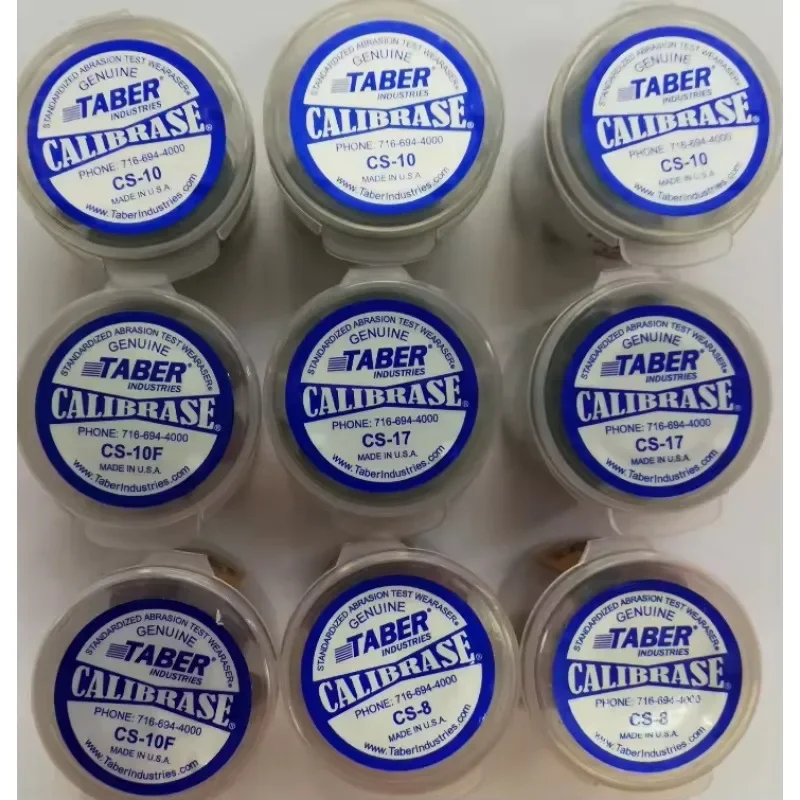 STANDARDIZED ABRASION TEST WEARASER®
GENUINE
TABER®
INDUSTRIES
CALIBRASE®
PHONE: 716-694-4000
CS-10
MADE IN U.S.A.
www.TaberIndustries.com
STANDARDIZED ABRASION TEST WEARASER®
GENUINE
TABER®
INDUSTRIES
CALIBRASE®
PHONE: 716-694-4000
CS-10
MADE IN U.S.A.
www.TaberIndustries.com
STANDARDIZED ABRASION TEST WEARASER®
GENUINE
TABER®
INDUSTRIES
CALIBRASE®
PHONE: 716-694-4000
CS-10
MADE IN U.S.A.
www.TaberIndustries.com
STANDARDIZED ABRASION TEST WEARASER®
GENUINE
TABER®
INDUSTRIES
CALIBRASE®
PHONE: 716-694-4000
CS-10F
MADE IN U.S.A.
www.TaberIndustries.com
STANDARDIZED ABRASION TEST WEARASER®
GENUINE
TABER®
INDUSTRIES
CALIBRASE®
PHONE: 716-694-4000
CS-17
MADE IN U.S.A.
www.TaberIndustries.com
STANDARDIZED ABRASION TEST WEARASER®
GENUINE
TABER®
INDUSTRIES
CALIBRASE®
PHONE: 716-694-4000
CS-17
MADE IN U.S.A.
www.TaberIndustries.com
STANDARDIZED ABRASION TEST WEARASER®
GENUINE
TABER®
INDUSTRIES
CALIBRASE®
PHONE: 716-694-4000
CS-10F
MADE IN U.S.A.
www.TaberIndustries.com
STANDARDIZED ABRASION TEST WEARASER®
GENUINE
TABER®
INDUSTRIES
CALIBRASE®
PHONE: 716-694-4000
CS-8
MADE IN U.S.A.
www.TaberIndustries.com
STANDARDIZED ABRASION TEST WEARASER®
GENUINE
TABER®
INDUSTRIES
CALIBRASE®
PHONE: 716-694-4000
CS-8
MADE IN U.S.A.
www.TaberIndustries.com